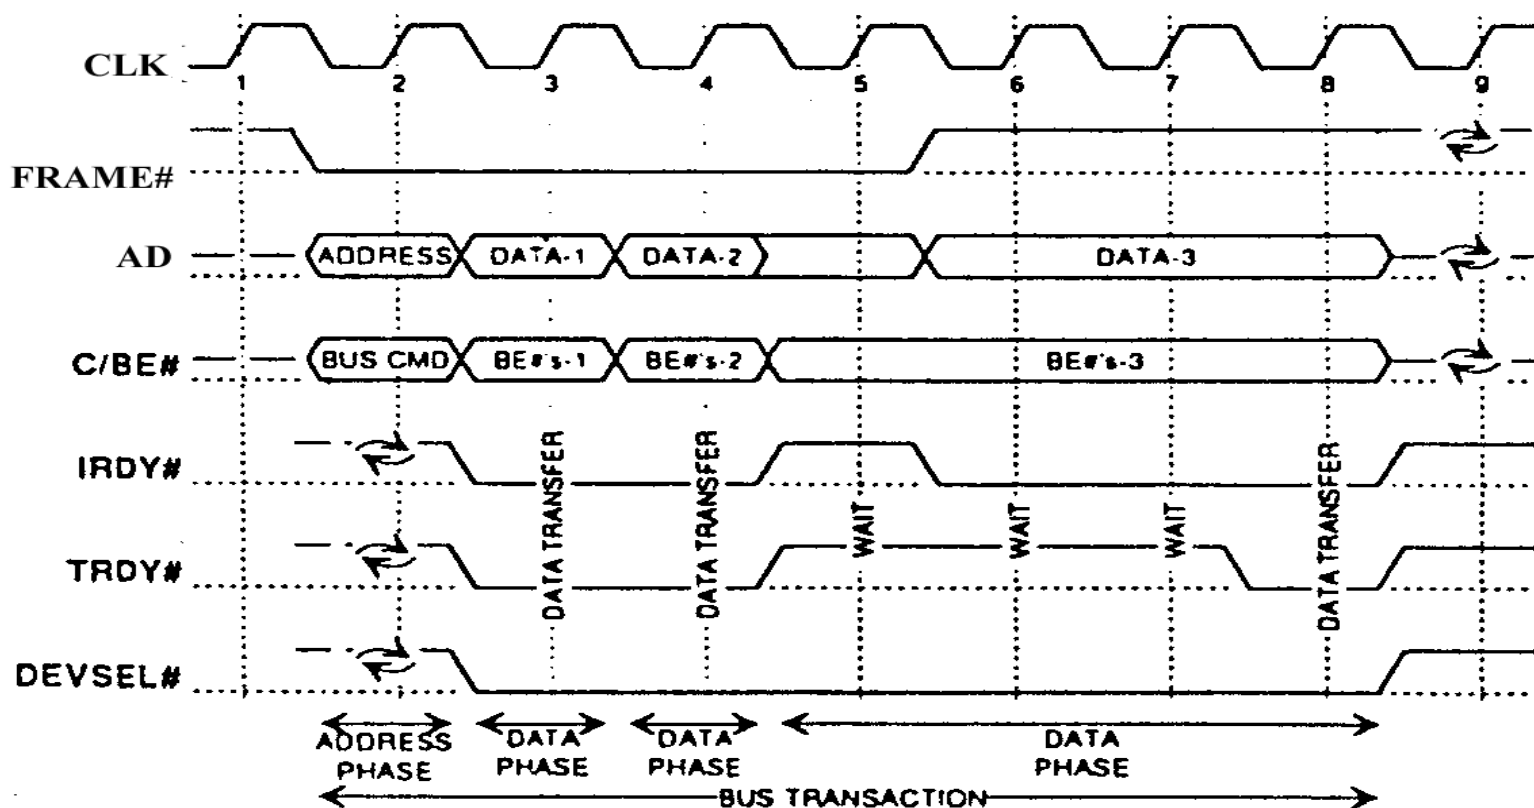 CLK
1 2 3 4 5 6 7 8 9
FRAME#
AD
ADDRESS DATA-1 DATA-2 DATA-3
C/BE#
BUS CMD BE#'s-1 BE#'s-2 BE#'s-3
IRDY#
DATA TRANSFER
DATA TRANSFER
WAIT
WAIT
WAIT
DATA TRANSFER
TRDY#
DEVSEL#
ADDRESS PHASE
DATA PHASE
DATA PHASE
DATA PHASE
BUS TRANSACTION